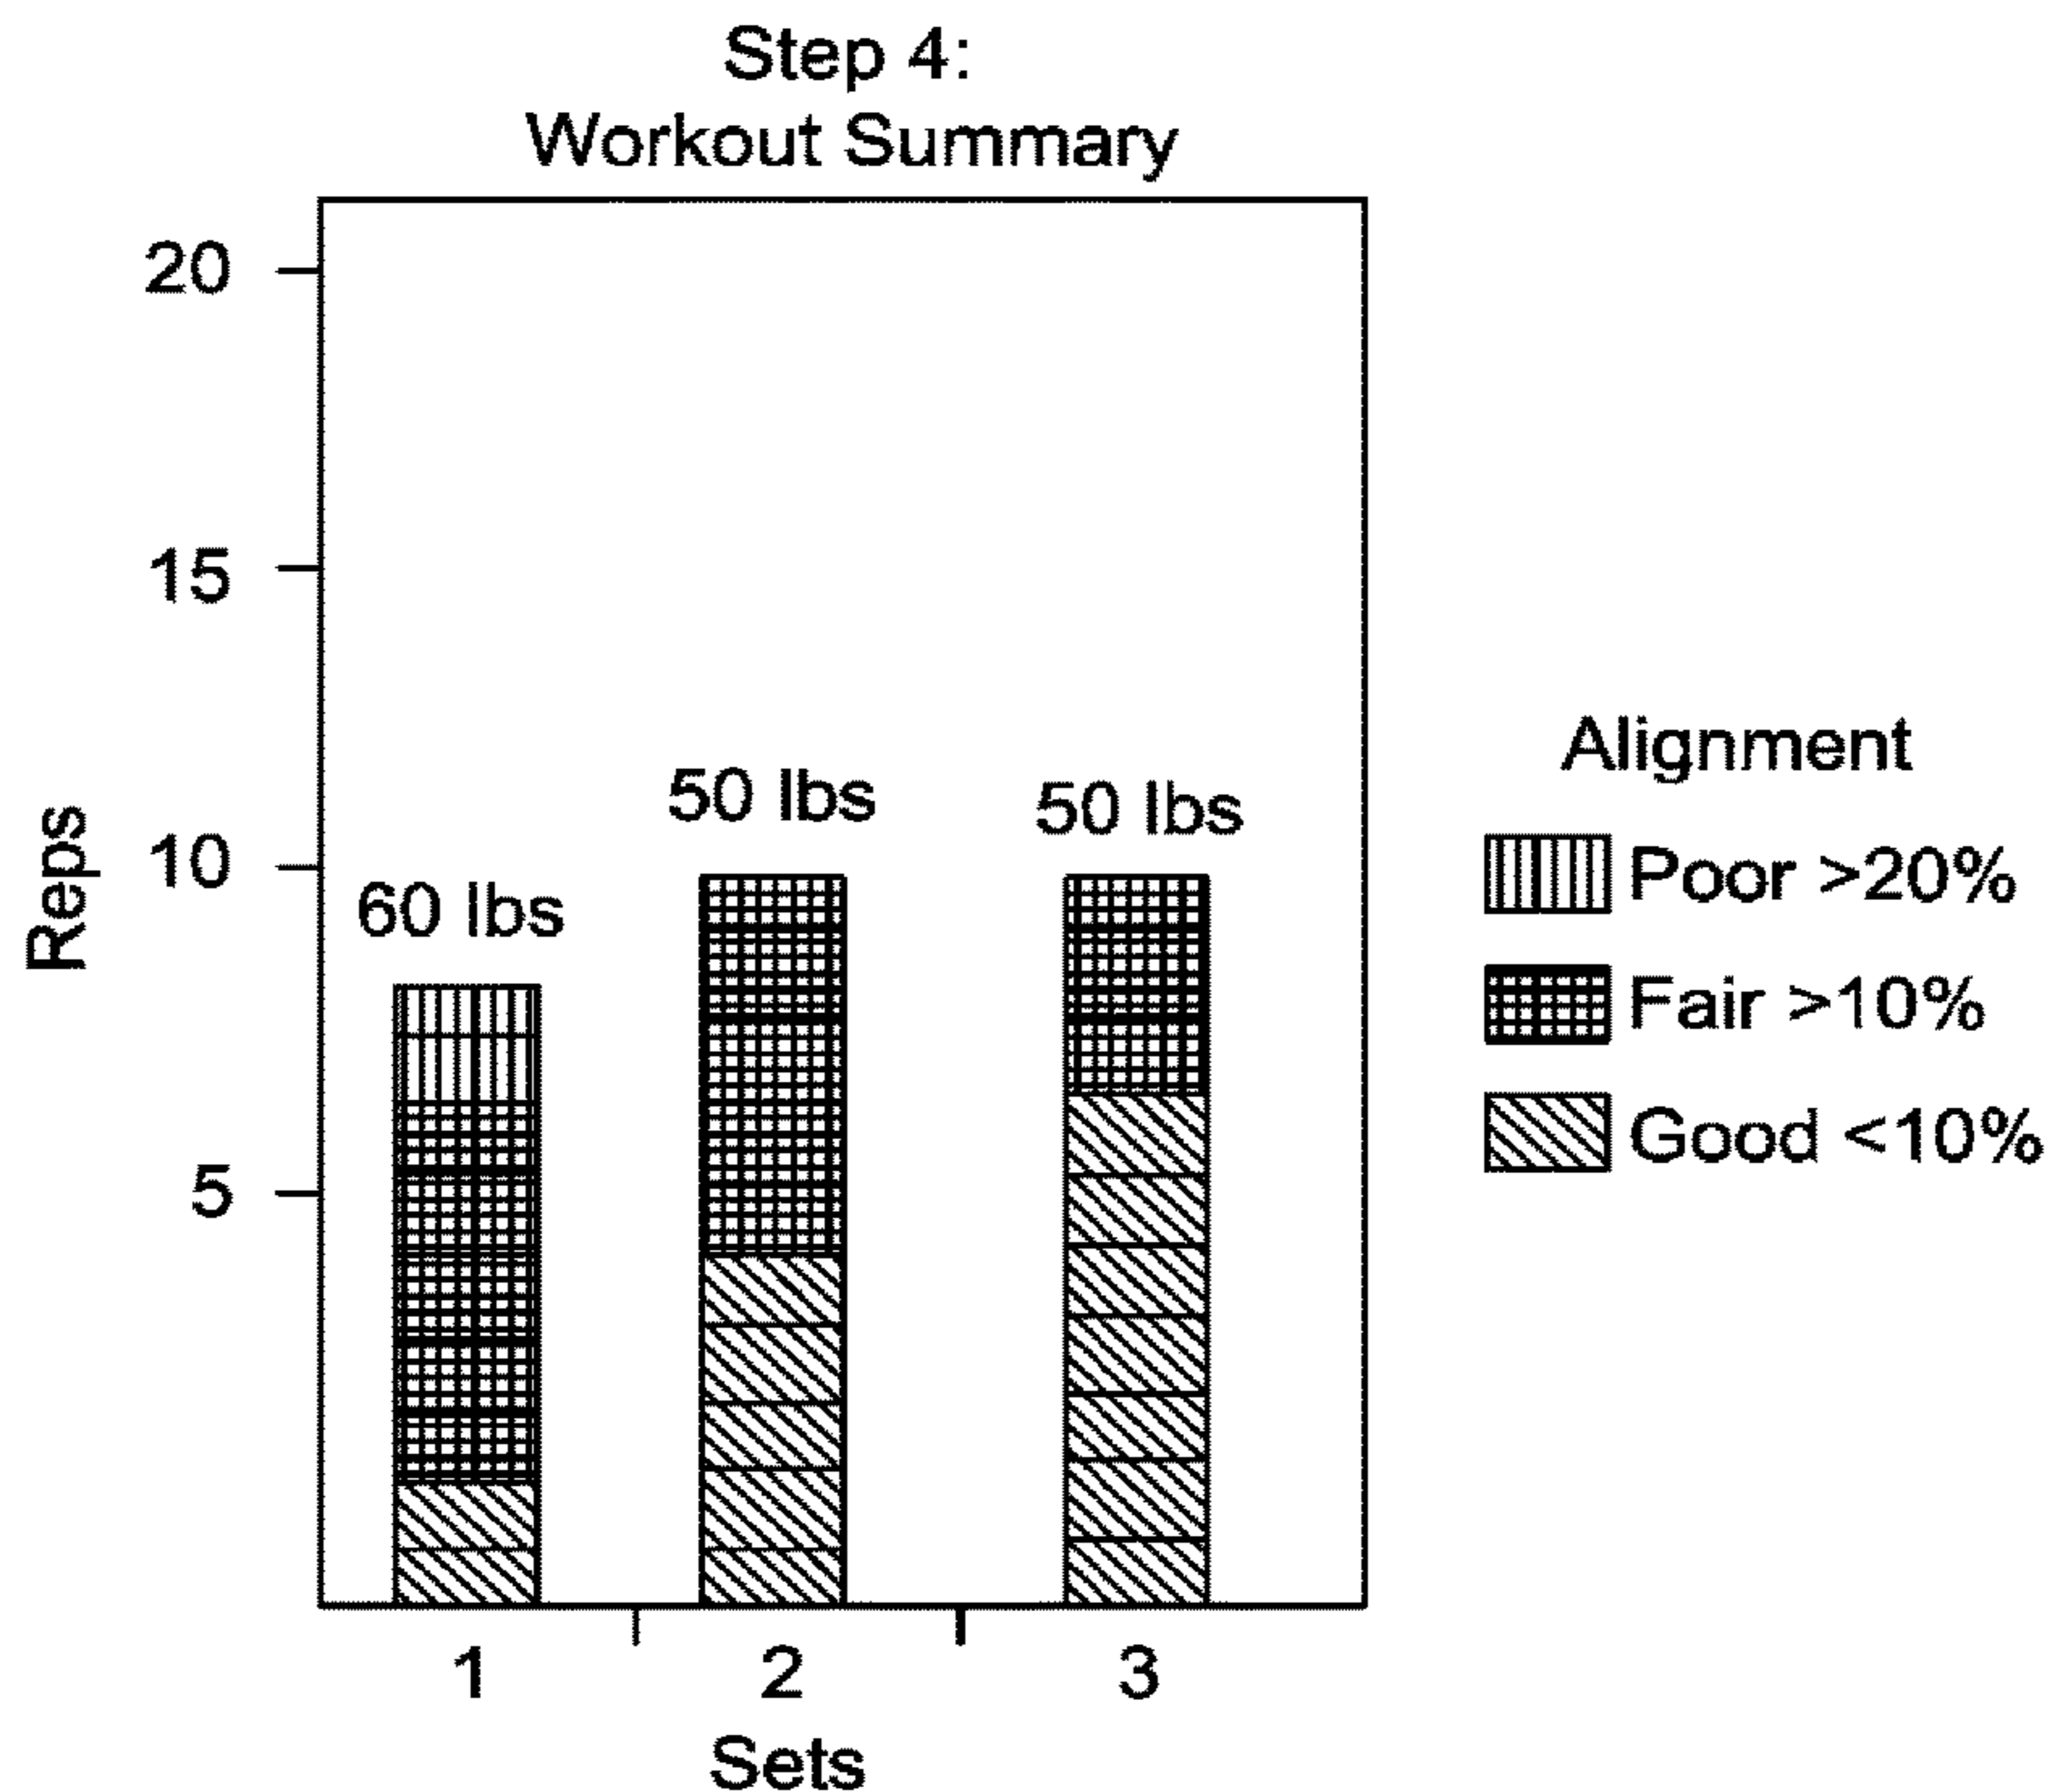 Step 4:
Workout Summary
20
15
10
5
Reps
60 lbs
50 lbs
50 lbs
1
2
3
Sets
Alignment
Poor >20%
Fair >10%
Good <10%